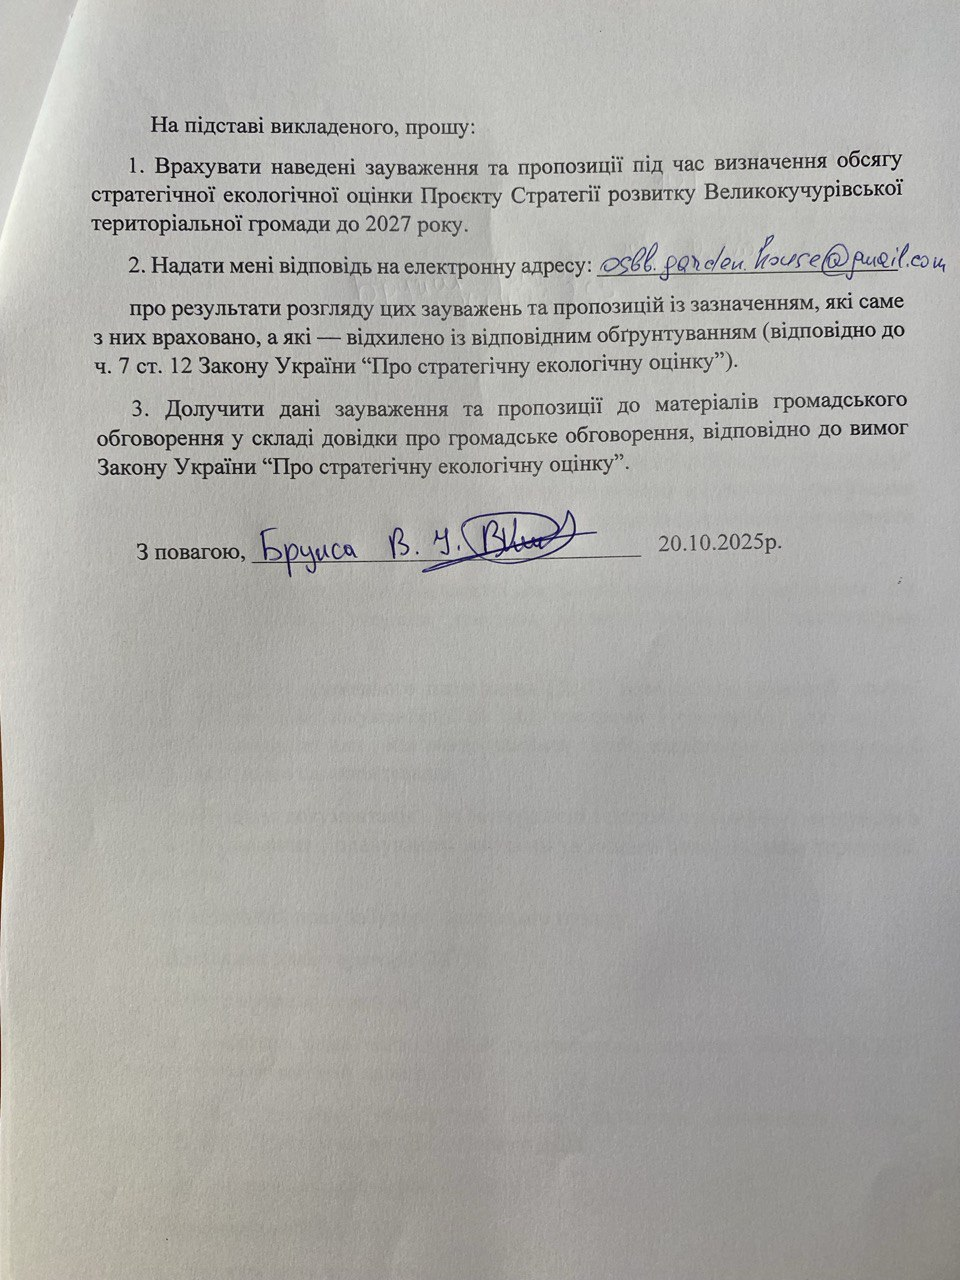 На підставі викладеного, прошу:
1. Врахувати наведені зауваження та пропозиції під час визначення обсягу
стратегічної екологічної оцінки Проєкту Стратегії розвитку Великокучурівської
територіальної громади до 2027 року.
2. Надати мені відповідь на електронну адресу: osbb.garden.house@gmail.com
про результати розгляду цих зауважень та пропозицій із зазначенням, які саме
з них враховано, а які — відхилено із відповідним обґрунтуванням (відповідно до
ч. 7 ст. 12 Закону України “Про стратегічну екологічну оцінку”).
3. Долучити дані зауваження та пропозиції до матеріалів громадського
обговорення у складі довідки про громадське обговорення, відповідно до вимог
Закону України “Про стратегічну екологічну оцінку”.
З повагою, В. 20.10.2025р.